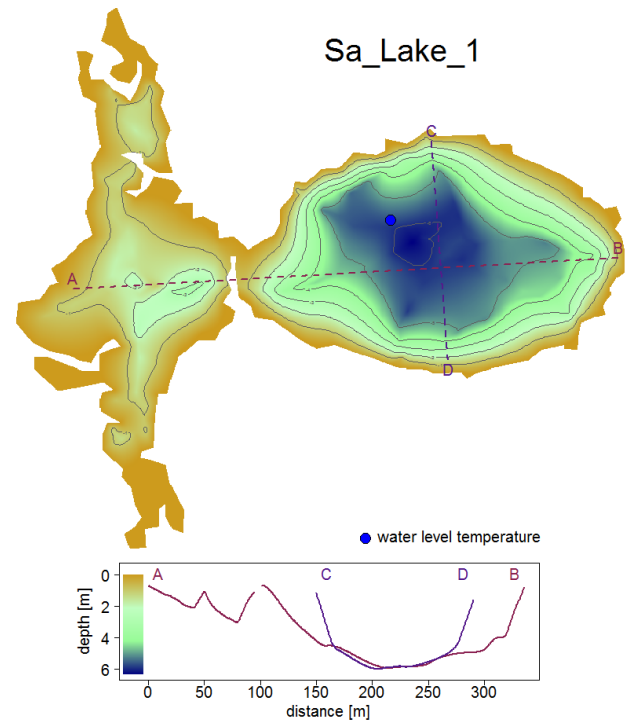 Sa_Lake_1
C
A
B
D
water level temperature
0
2
4
6
depth [m]
A
C
D
B
0
50
100
150
200
250
300
distance [m]